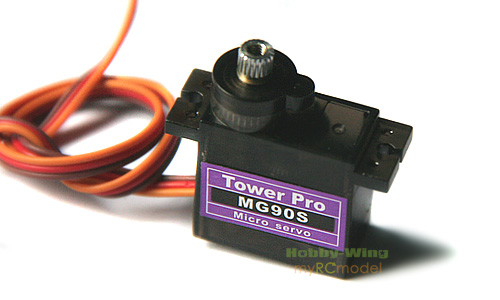 Tower Pro
MG90S
Micro servo
Hobby-Wing
myRCmodel